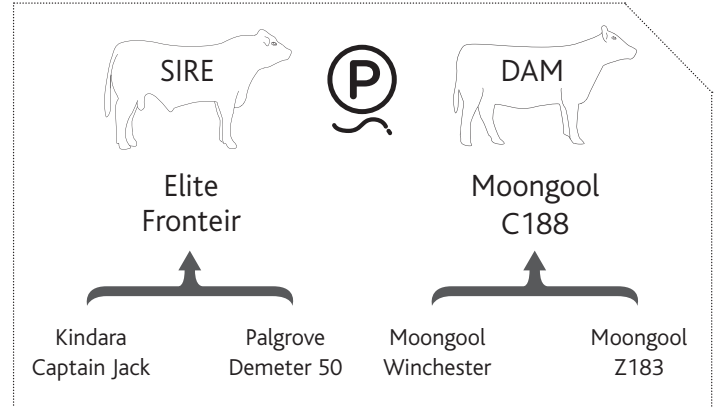 SIRE
P
DAM
Elite
Fronteir
Moongool
C188
Kindara
Captain Jack
Palgrove
Demeter 50
Moongool
Winchester
Moongool
Z183